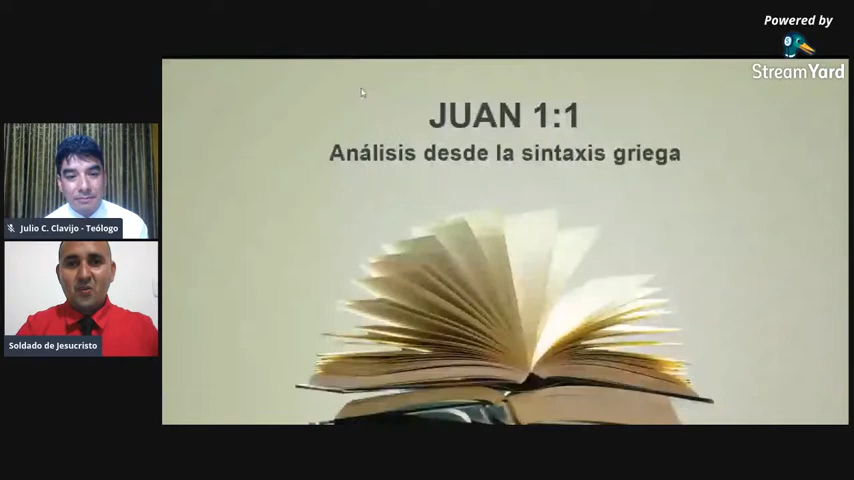 Powered by
StreamYard
JUAN 1:1
Análisis desde la sintaxis griega
Julio C. Clavijo - Teólogo
Soldado de Jesucristo